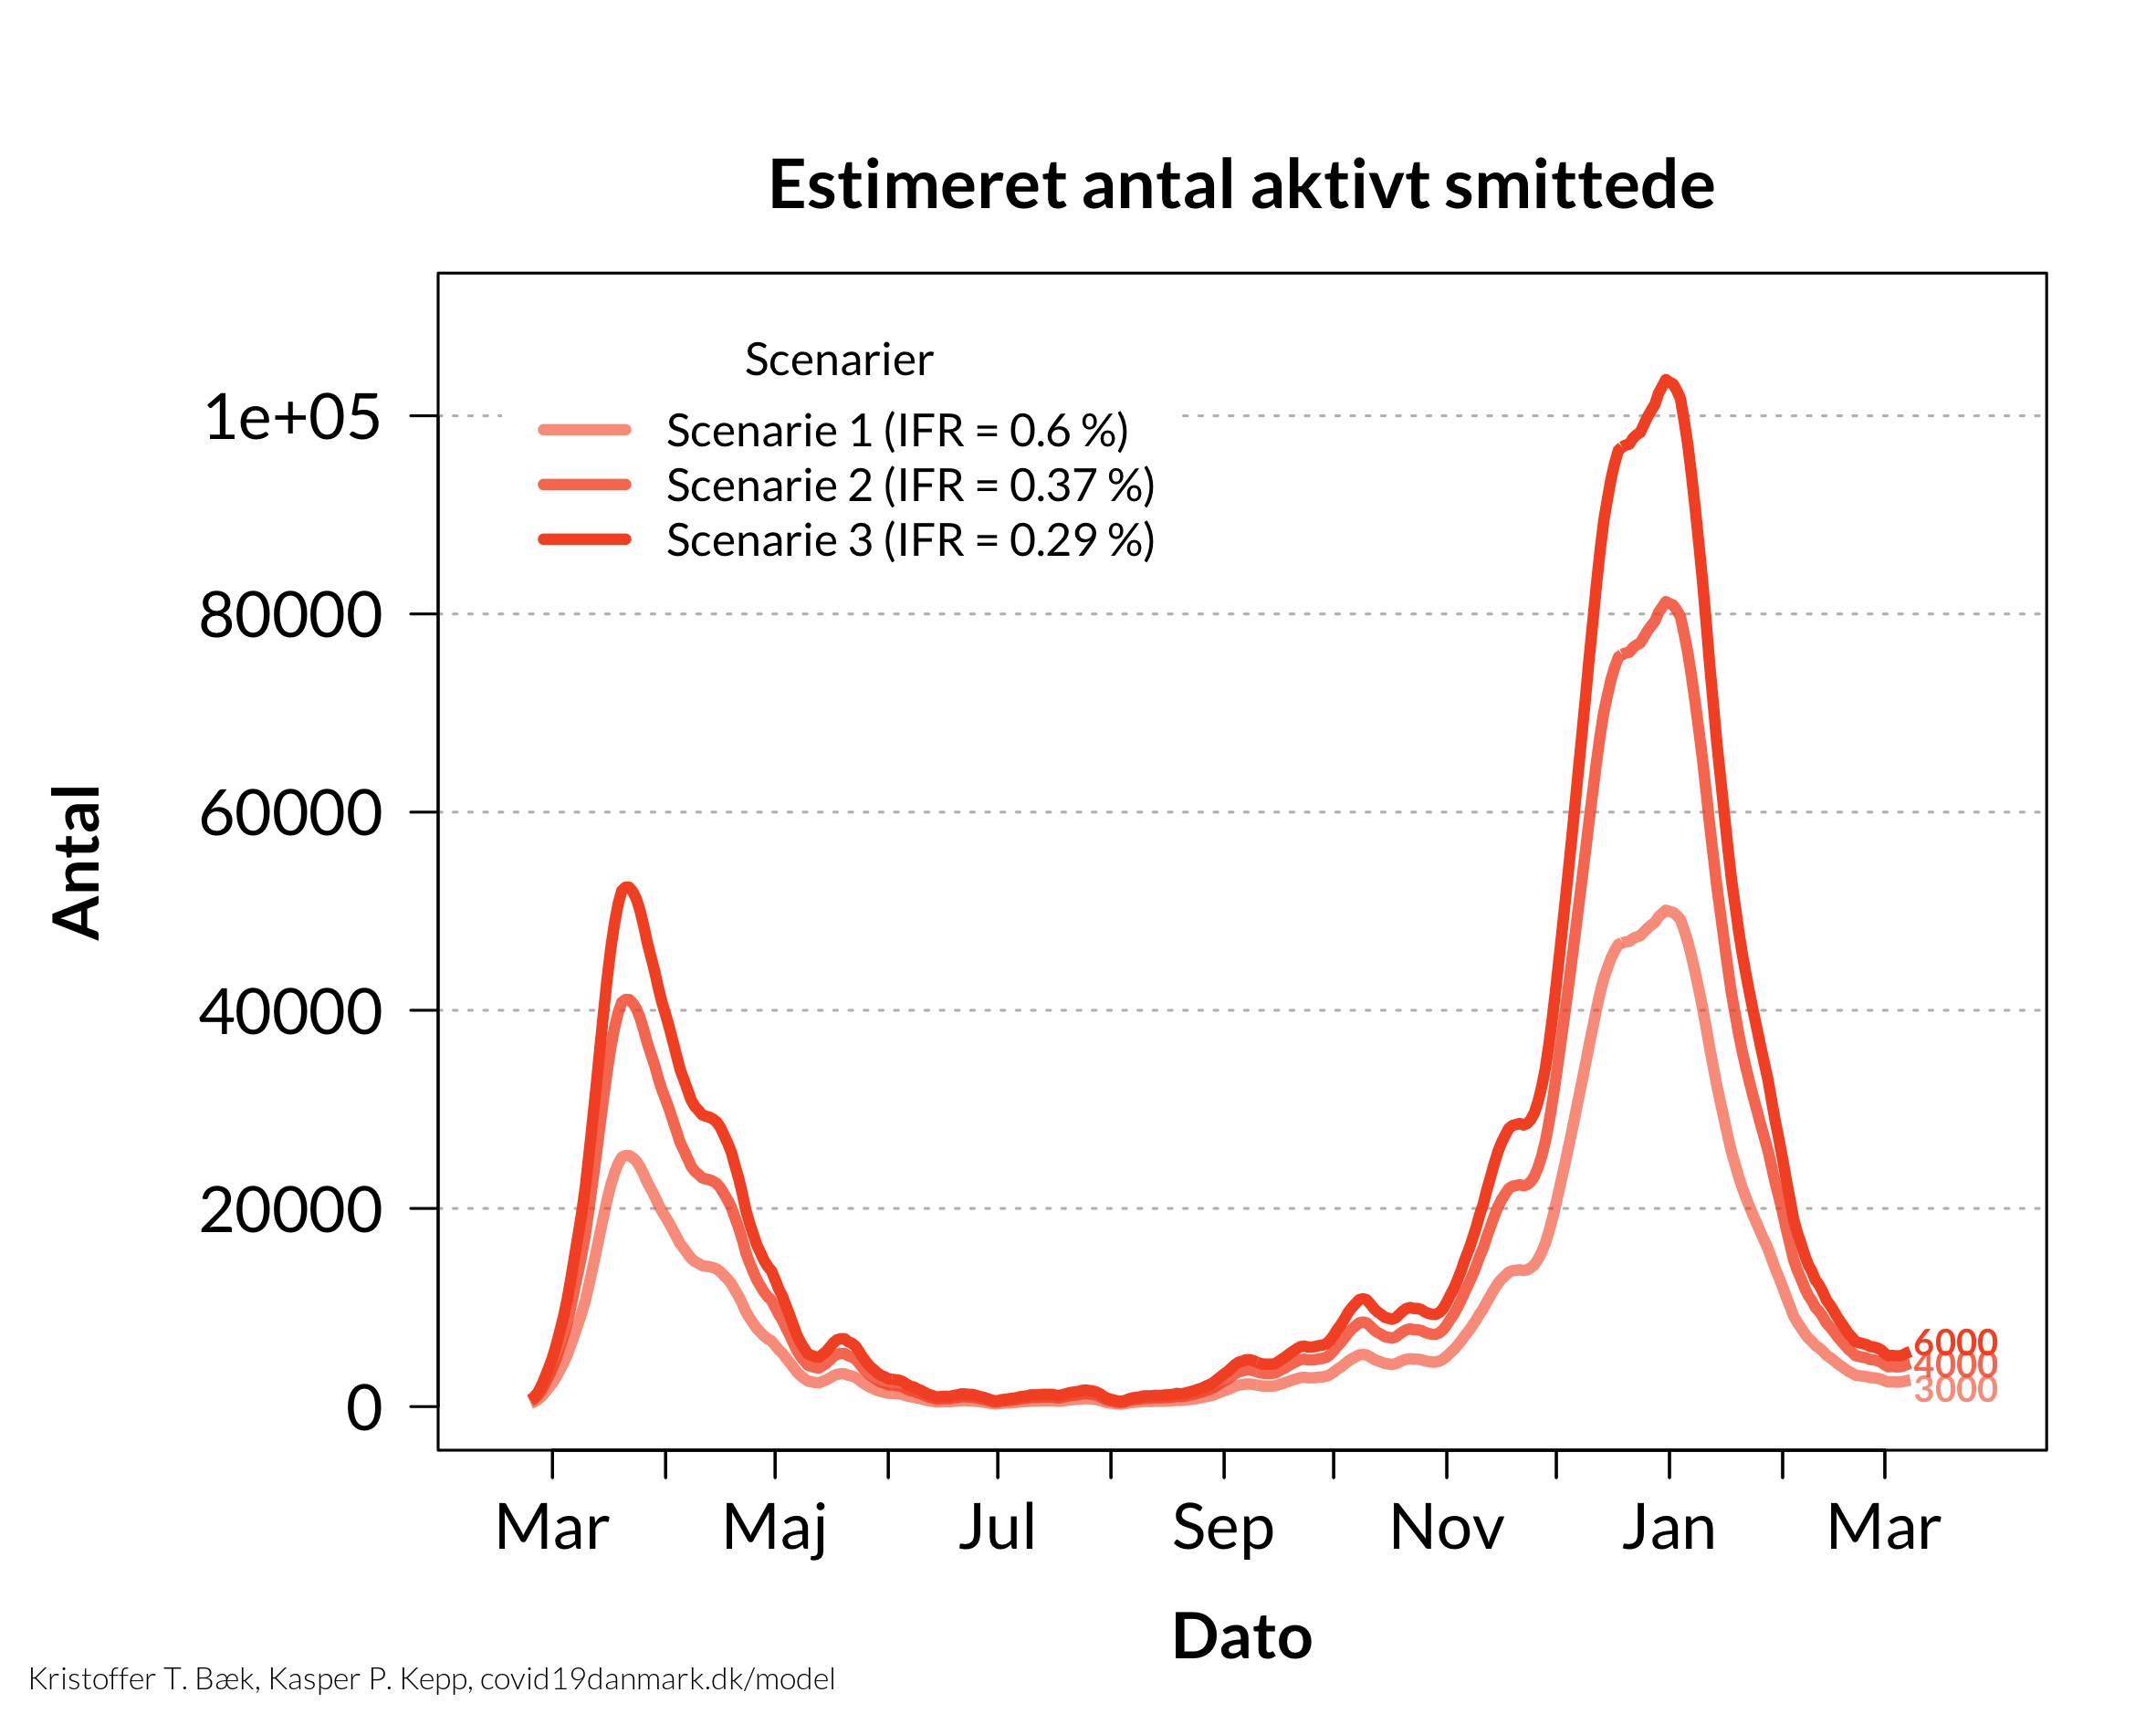 Estimeret antal aktivt smittede
Scenarier
Scenarie 1 (IFR = 0.6 %)
Scenarie 2 (IFR = 0.37 %)
Scenarie 3 (IFR = 0.29 %)
Antal
1e+05
80000
60000
40000
20000
0
6000
4000
3000
Mar Maj Jul Sep Nov Jan Mar
Dato
Kristoffer T. Bæk, Kasper P. Kepp, covid19danmark.dk/model